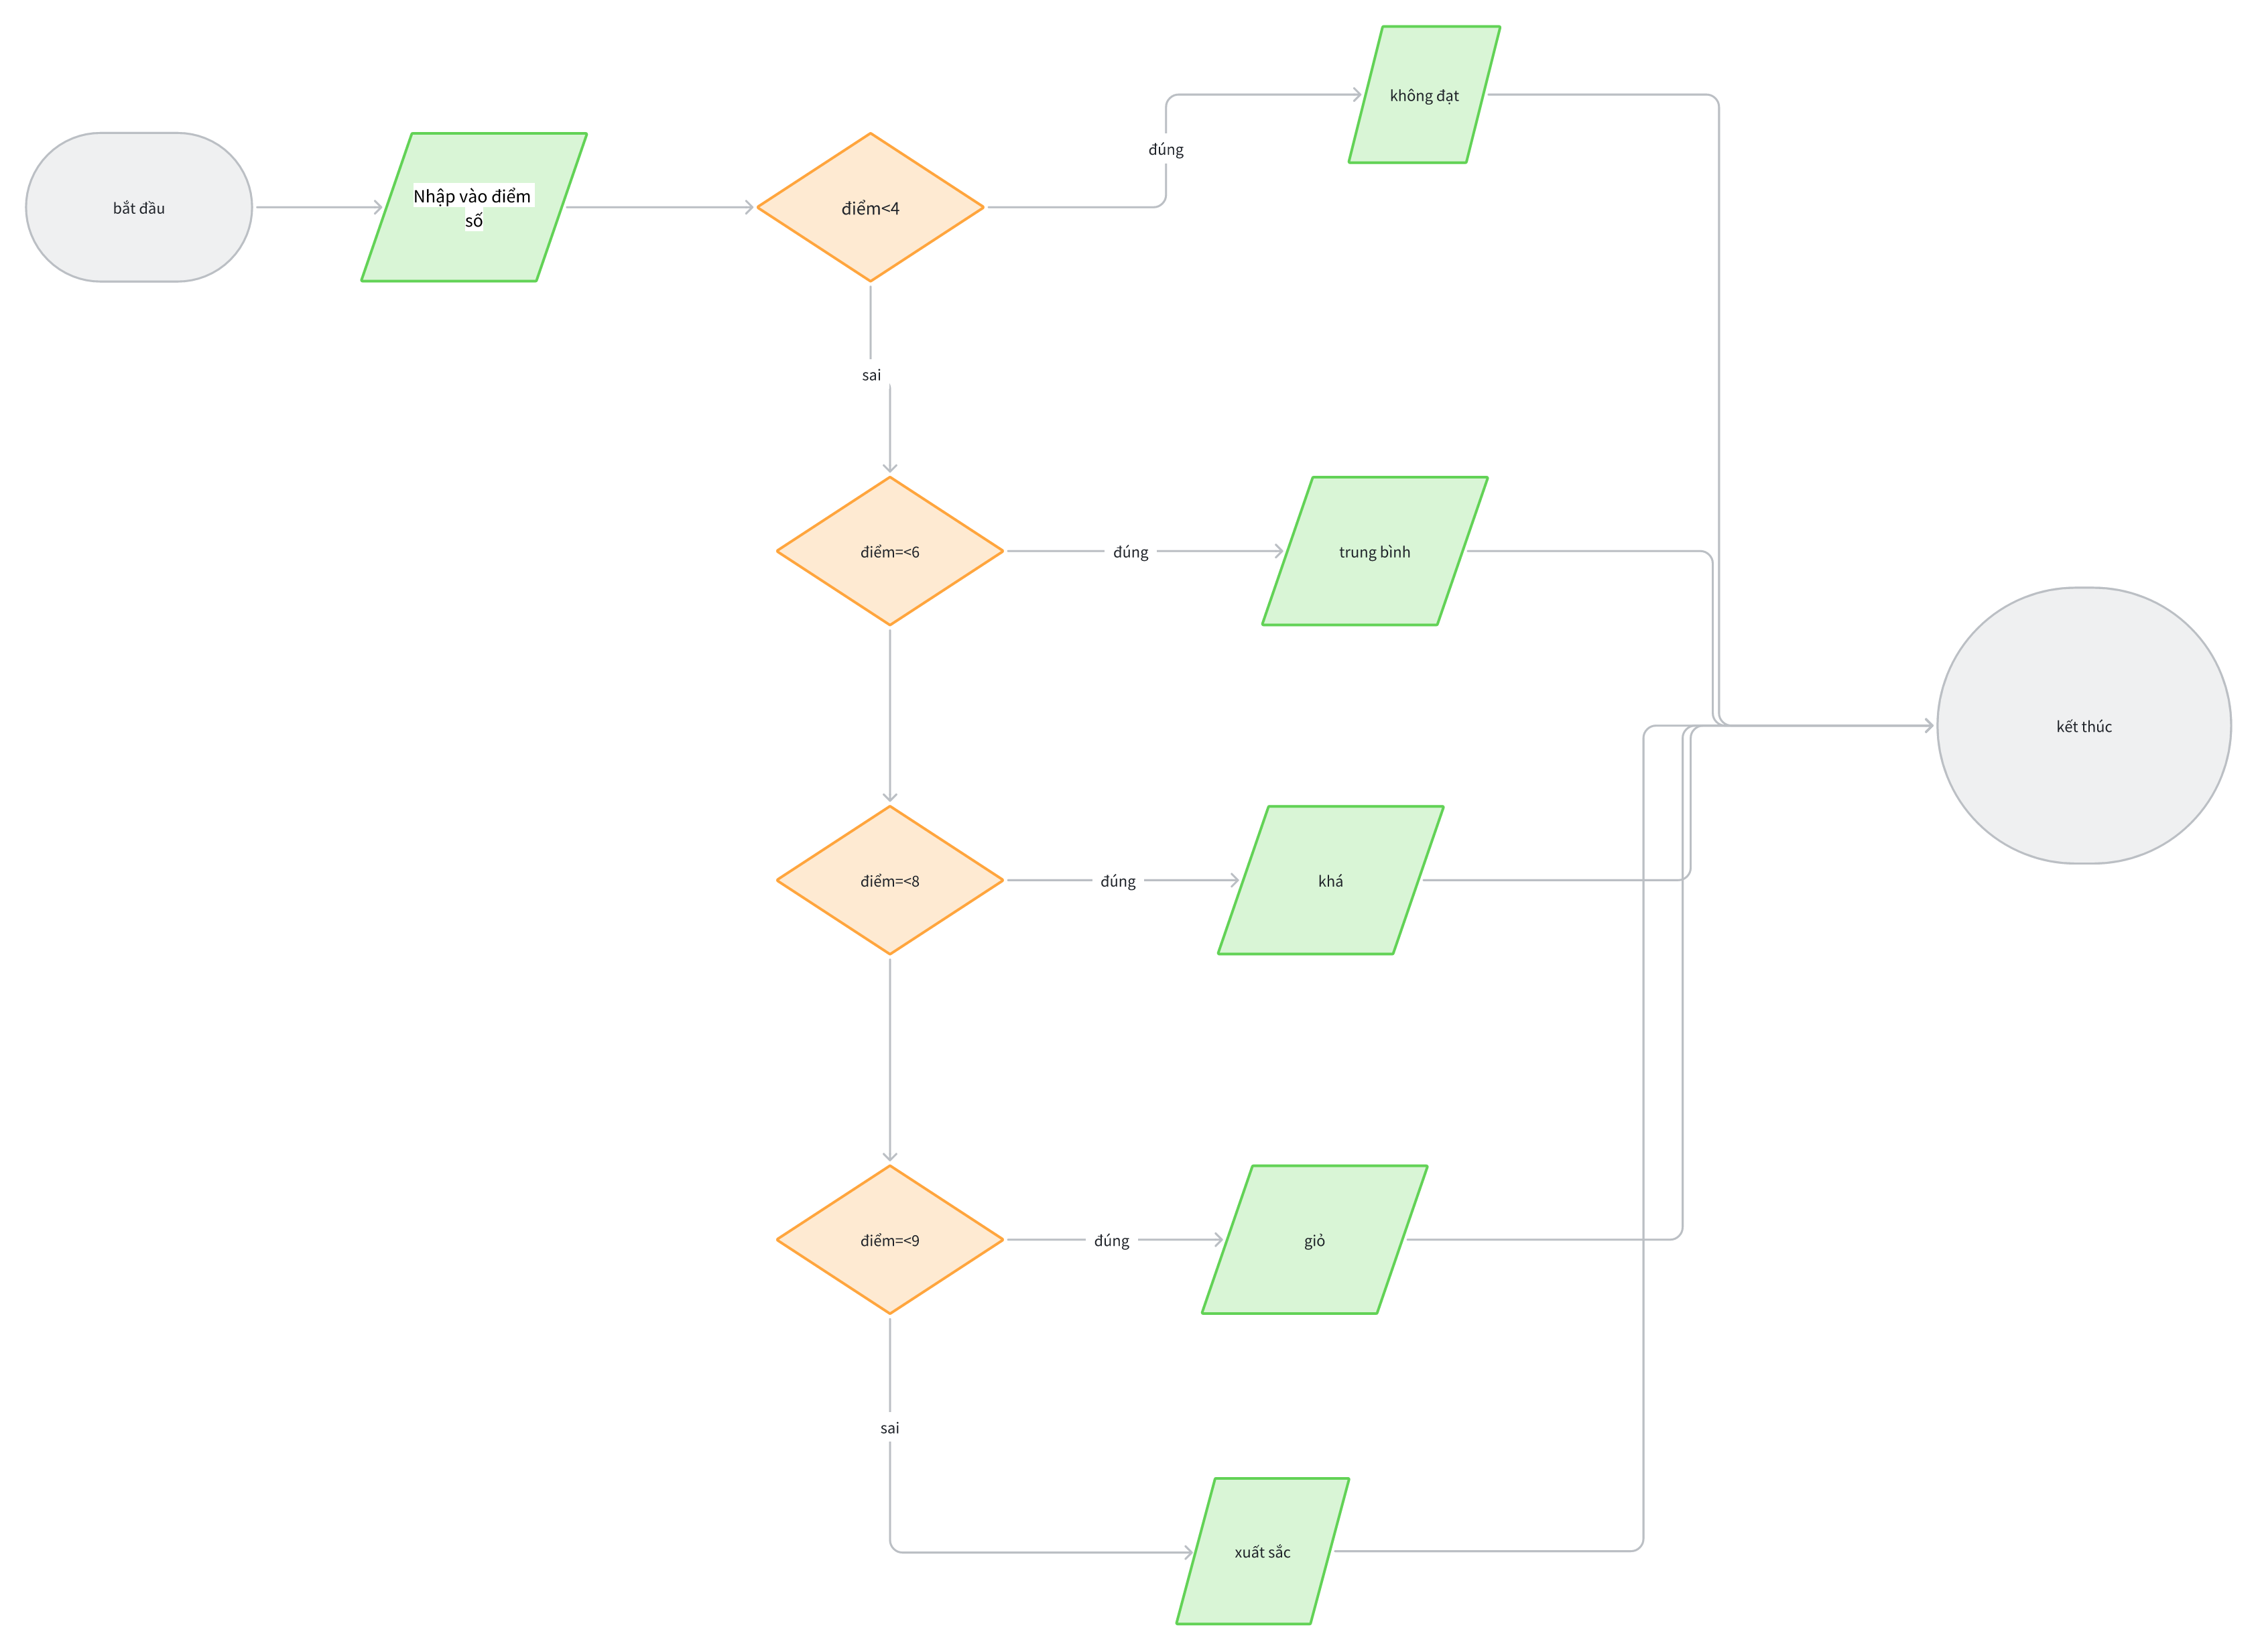 không đạt
đúng
bắt đầu
Nhập vào điểm
số
điểm<4
sai
điểm=<6
đúng
trung bình
kết thúc
điểm=<8
đúng
khá
điểm=<9
đúng
giỏ
sai
xuất sắc